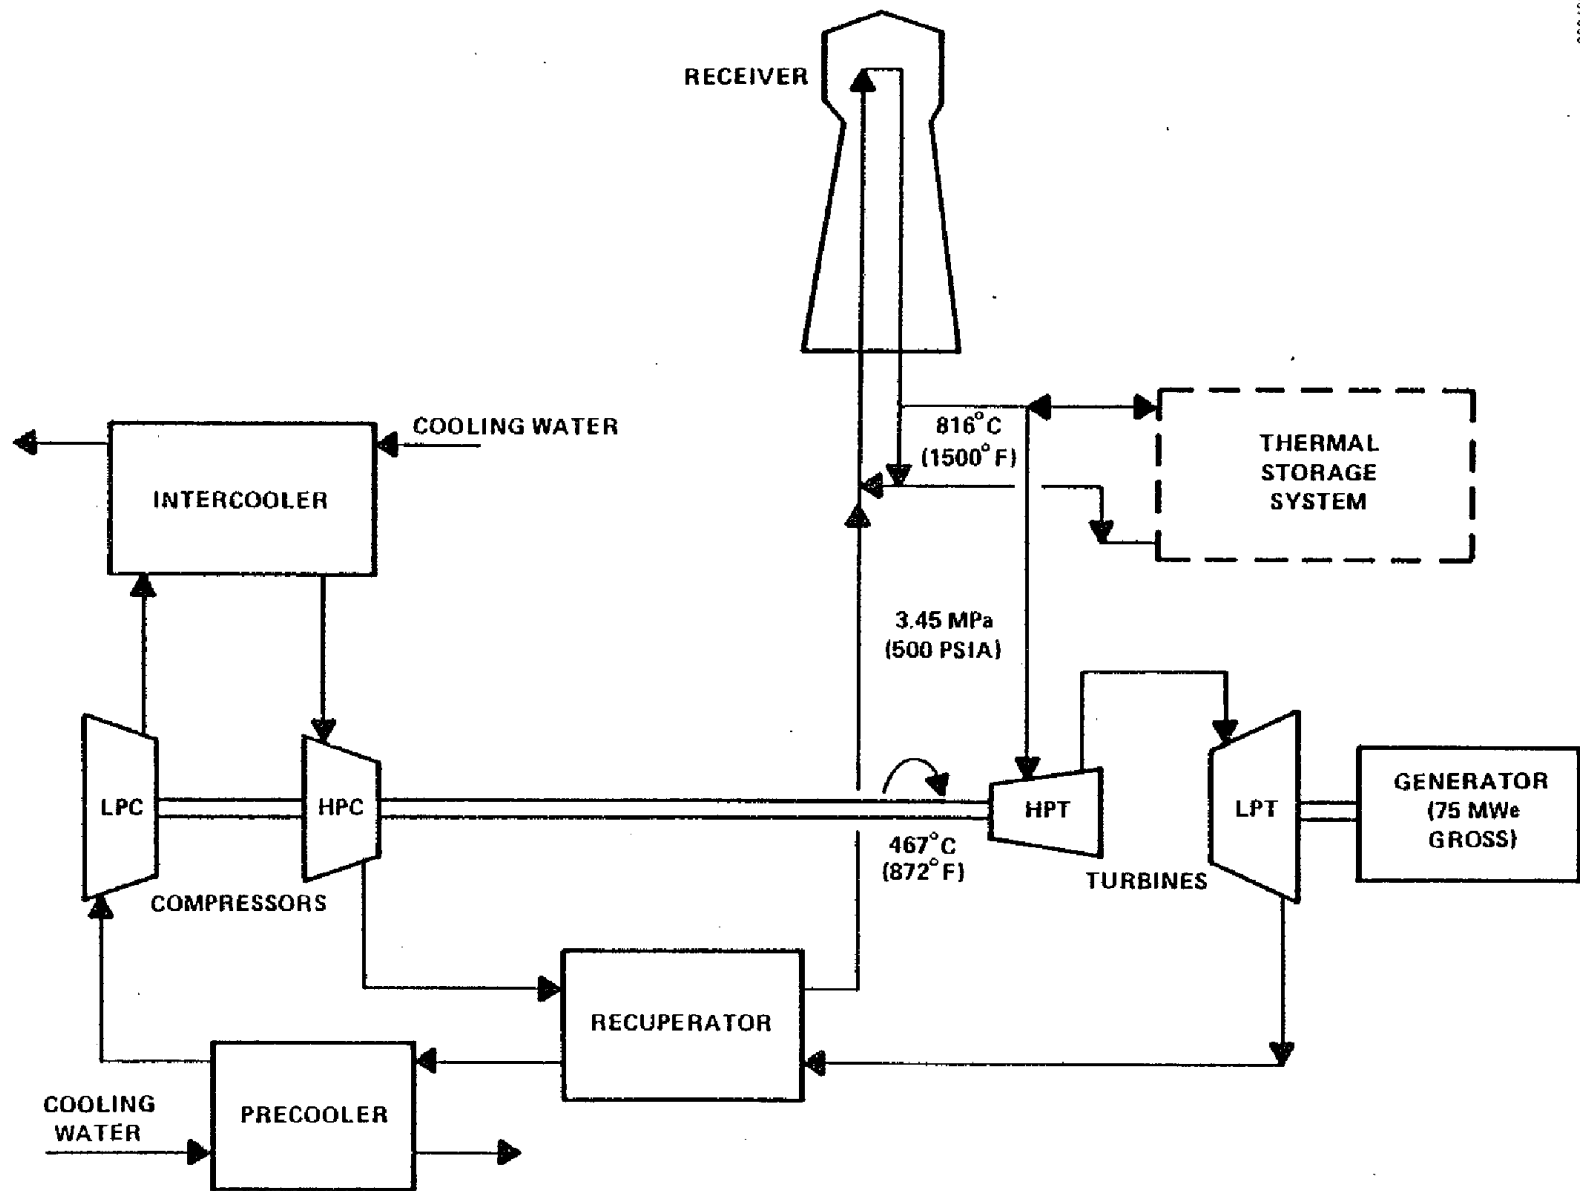 RECEIVER
COOLING WATER
816°C
(1500°F)
THERMAL
STORAGE
SYSTEM
INTERCOOLER
3.45 MPa
(500 PSIA)
LPC
HPC
HPT
LPT
GENERATOR
(75 MWe
GROSS)
467°C
(872°F)
TURBINES
COMPRESSORS
RECUPERATOR
COOLING
WATER
PRECOOLER